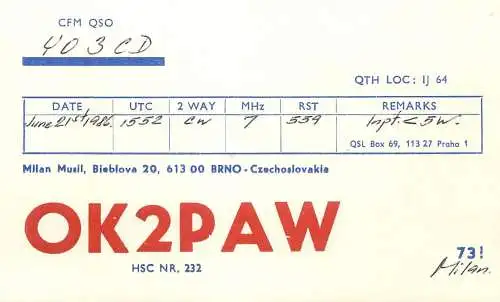 CFM QSO
YO3CD
QTH LOC: IJ 64
DATE UTC 2 WAY MHz RST REMARKS
June 21st, 1986. 1552 CW 7 559 Inpt. < 5W.
QSL Box 69, 113 27 Praha 1
Milan Musil, Bieblova 20, 613 00 BRNO - Czechoslovakia
OK2PAW
HSC NR, 232
73!
Milan.